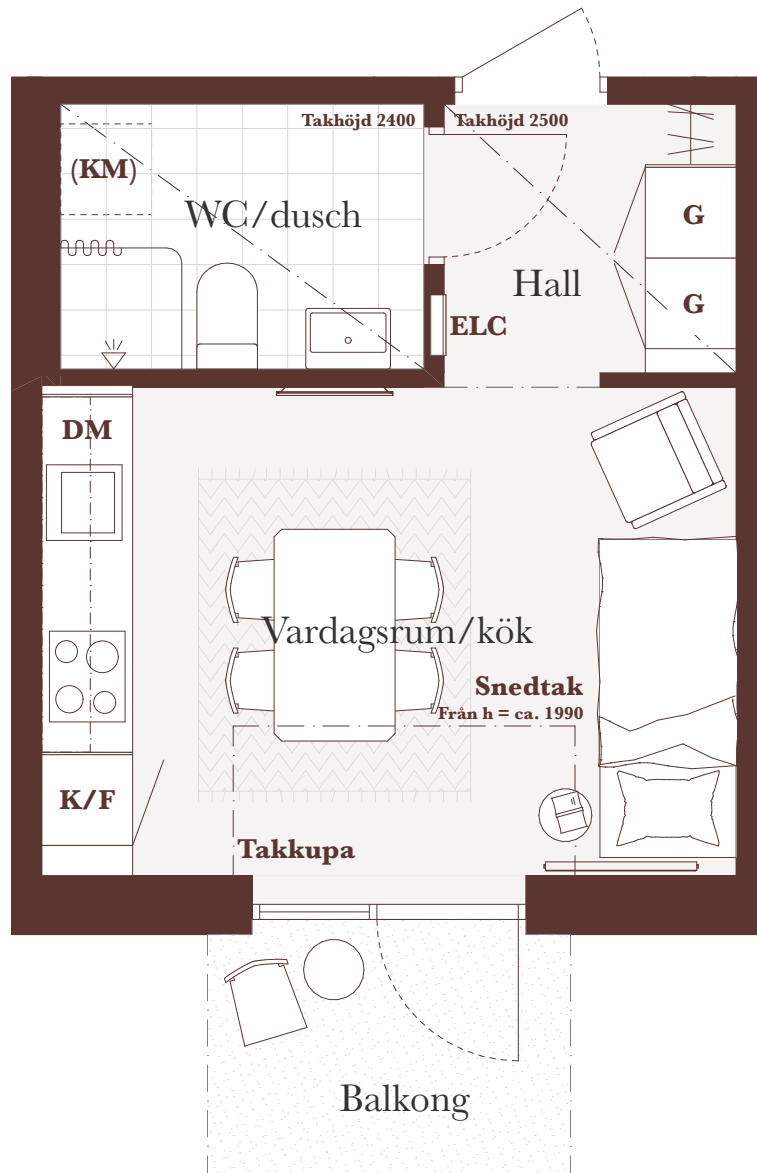 Takhöjd 2400
Takhöjd 2500
(KM)
WC/dusch
G
Hall
G
ELC
DM
Vardagsrum/kök
Snedtak
Från h = ca. 1990
K/F
Takkupa
Balkong